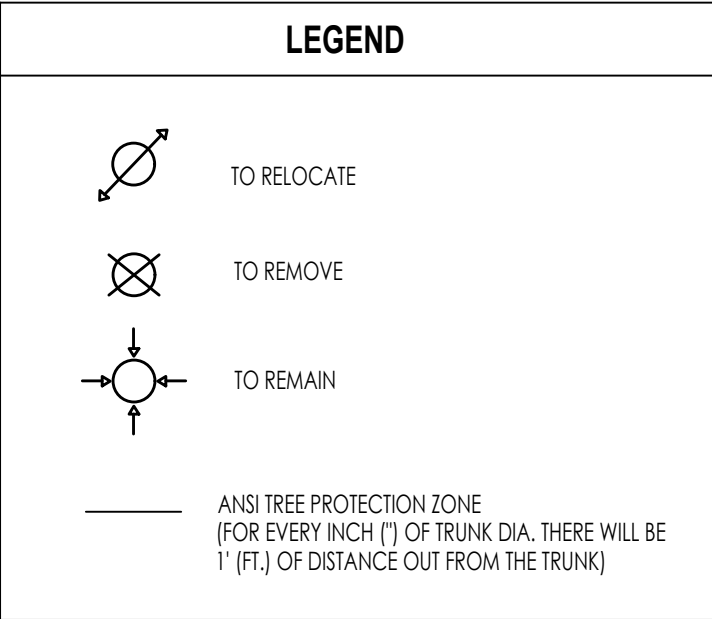 LEGEND
TO RELOCATE
TO REMOVE
TO REMAIN
ANSI TREE PROTECTION ZONE
(FOR EVERY INCH (") OF TRUNK DIA. THERE WILL BE
1' (FT.) OF DISTANCE OUT FROM THE TRUNK)